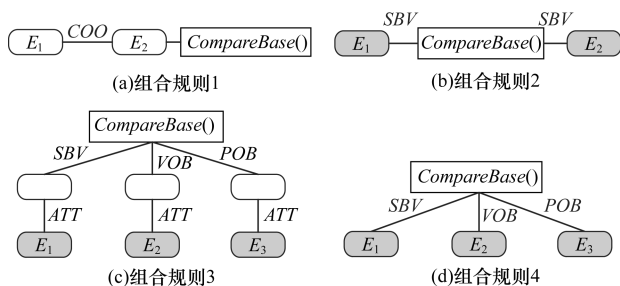 COO
E1 E2 CompareBase()
(a)组合规则1
SBV SBV
E1 CompareBase() E2
(b)组合规则2
CompareBase()
SBV VOB POB
ATT ATT ATT
E1 E2 E3
(c)组合规则3
CompareBase()
SBV VOB POB
E1 E2 E3
(d)组合规则4